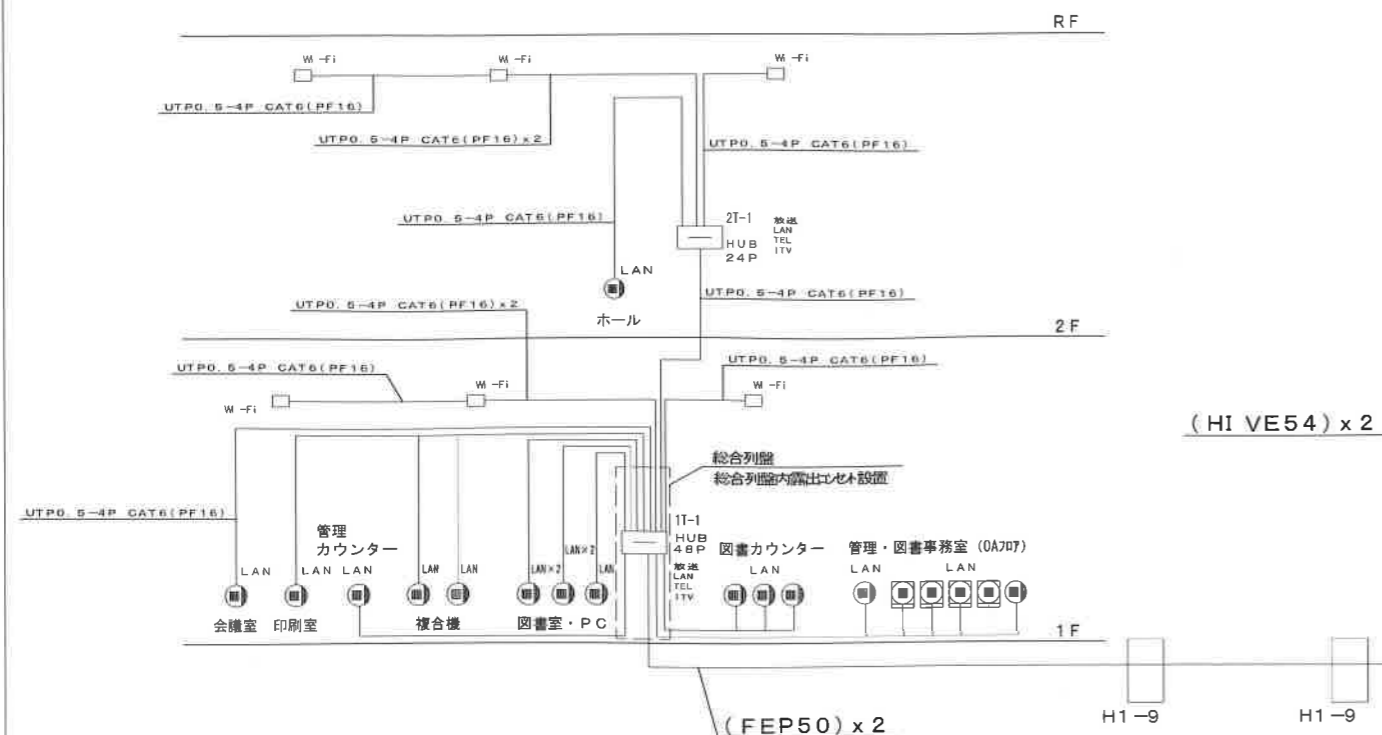 RF
Wi-Fi
Wi-Fi
Wi-Fi
UTP0.5-4P CAT6(PF16)
UTP0.5-4P CAT6(PF16)x2
UTP0.5-4P CAT6(PF16)
UTP0.5-4P CAT6(PF16)
2T-1
HUB
24P
放送
LAN
TEL
ITV
LAN
ホール
UTP0.5-4P CAT6(PF16)
UTP0.5-4P CAT6(PF16)x2
2F
UTP0.5-4P CAT6(PF16)
UTP0.5-4P CAT6(PF16)
Wi-Fi
Wi-Fi
Wi-Fi
(HI VE54)x2
総合列盤
総合列盤内露出コンセント設置
UTP0.5-4P CAT6(PF16)
1T-1
HUB
48P
放送
LAN
TEL
ITV
管理
カウンター
図書カウンター
管理・図書事務室(OAフロア)
LAN
LAN
LAN
LAN
LAN
LAN×2
LAN×2
LAN
LAN
LAN
LAN
会議室
印刷室
複合機
図書室・PC
1F
(FEP50)x2
H1-9
H1-9